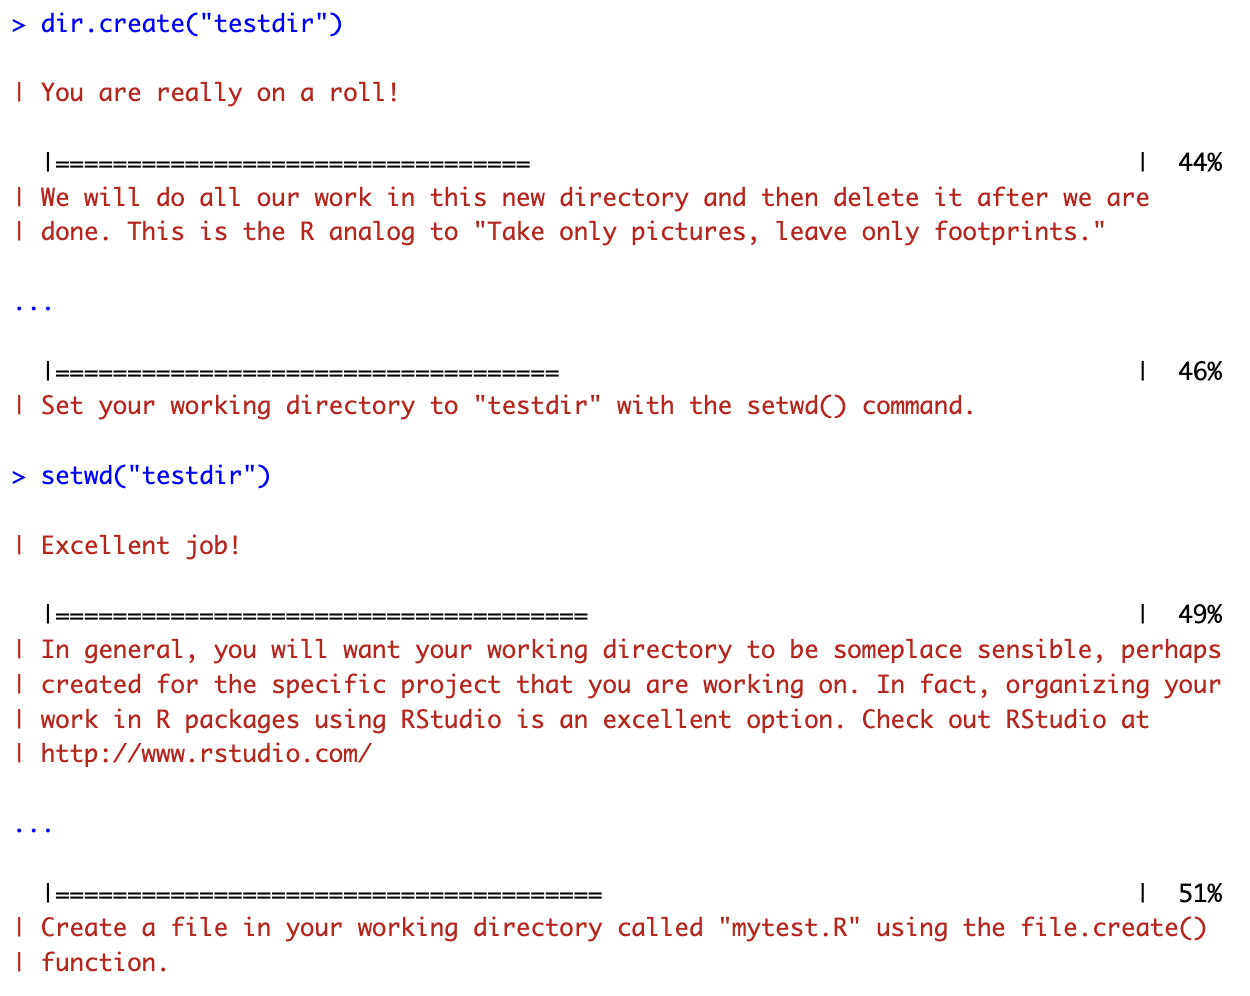 > dir.create("testdir")
| You are really on a roll!
|================================= | 44%
| We will do all our work in this new directory and then delete it after we are
| done. This is the R analog to "Take only pictures, leave only footprints."
...
|=================================== | 46%
| Set your working directory to "testdir" with the setwd() command.
> setwd("testdir")
| Excellent job!
|===================================== | 49%
| In general, you will want your working directory to be someplace sensible, perhaps
| created for the specific project that you are working on. In fact, organizing your
| work in R packages using RStudio is an excellent option. Check out RStudio at
| http://www.rstudio.com/
...
|====================================== | 51%
| Create a file in your working directory called "mytest.R" using the file.create()
| function.